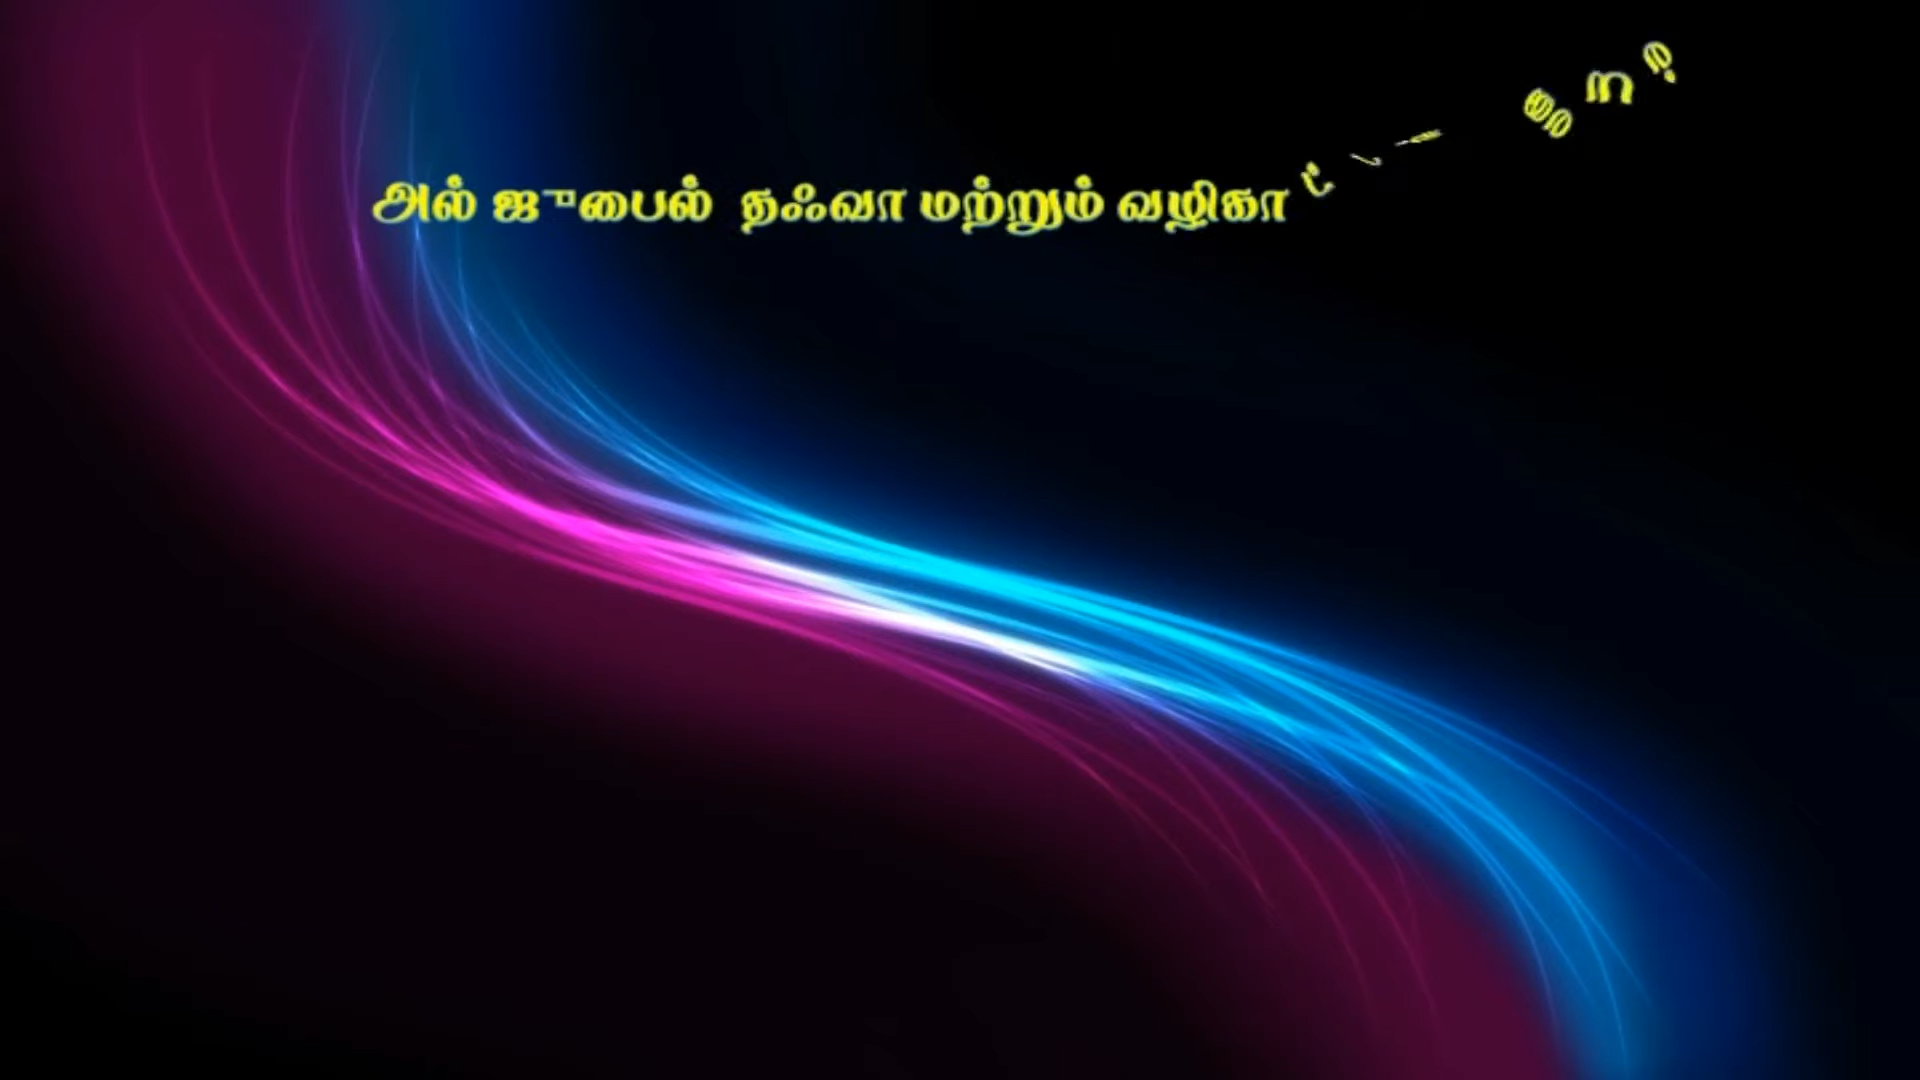 அல் ஜுபைல் தஃவா மற்றும் வழிகா